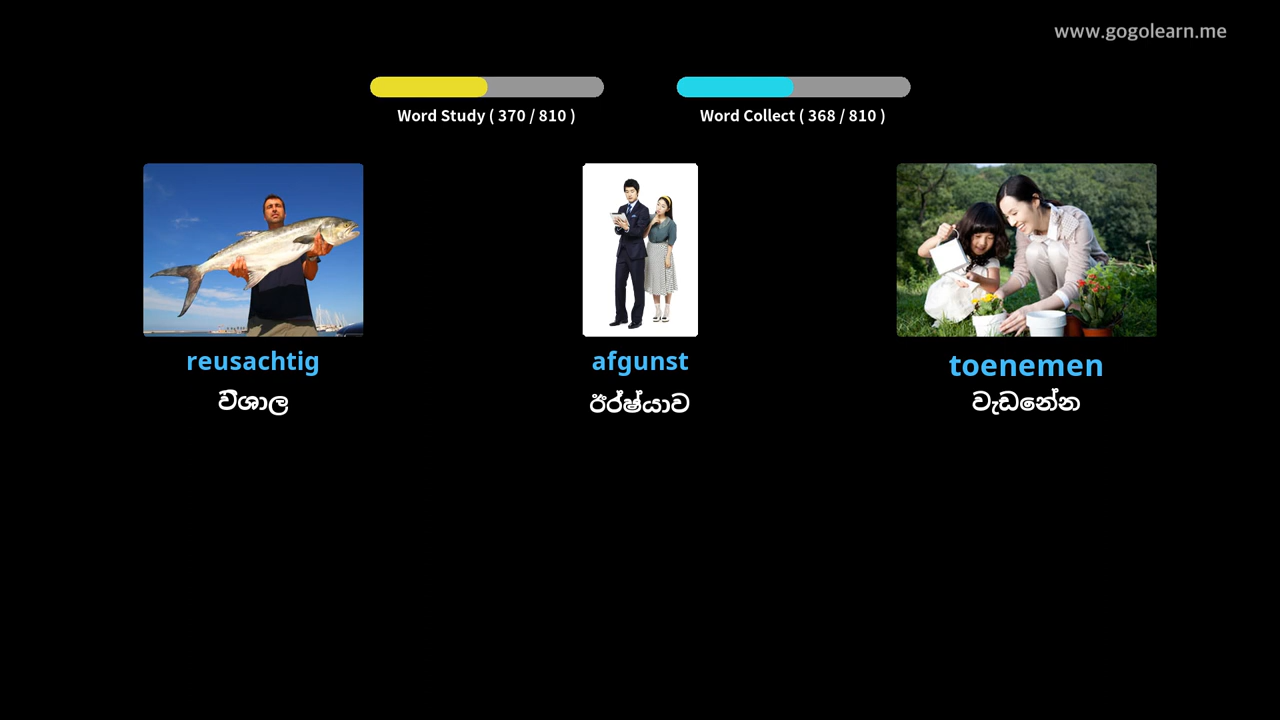 www.gogolearn.me
Word Study ( 370 / 810 )
Word Collect ( 368 / 810 )
reusachtig
afgunst
toenemen
විශාල
ඊර්ෂ්යාව
වැඩෙන්න